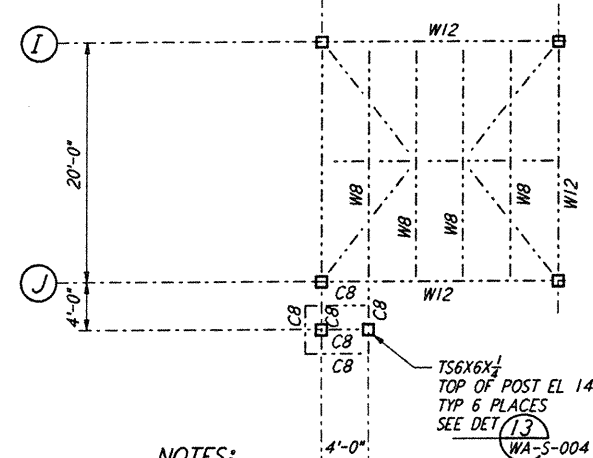 I
W12
20'-0"
W8
W8
W8
W8
W12
J
4'-0"
C8
W12
C8
C8
C8
C8
C8
TS6X6X1/4
TOP OF POST EL 14
TYP 6 PLACES
SEE DET 13
WA-S-004
NOTES:
4'-0"